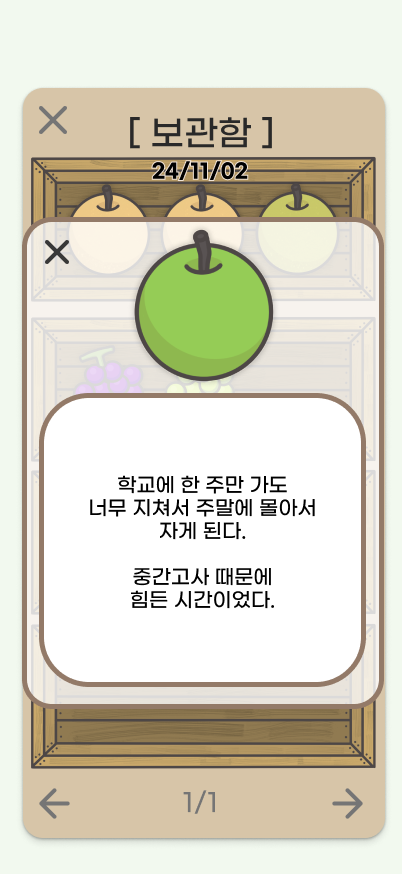 [ 보관함 ]
24/11/02
학교에 한 주만 가도
너무 지쳐서 주말에 몰아서
자게 된다.
중간고사 때문에
힘든 시간이었다.
1/1